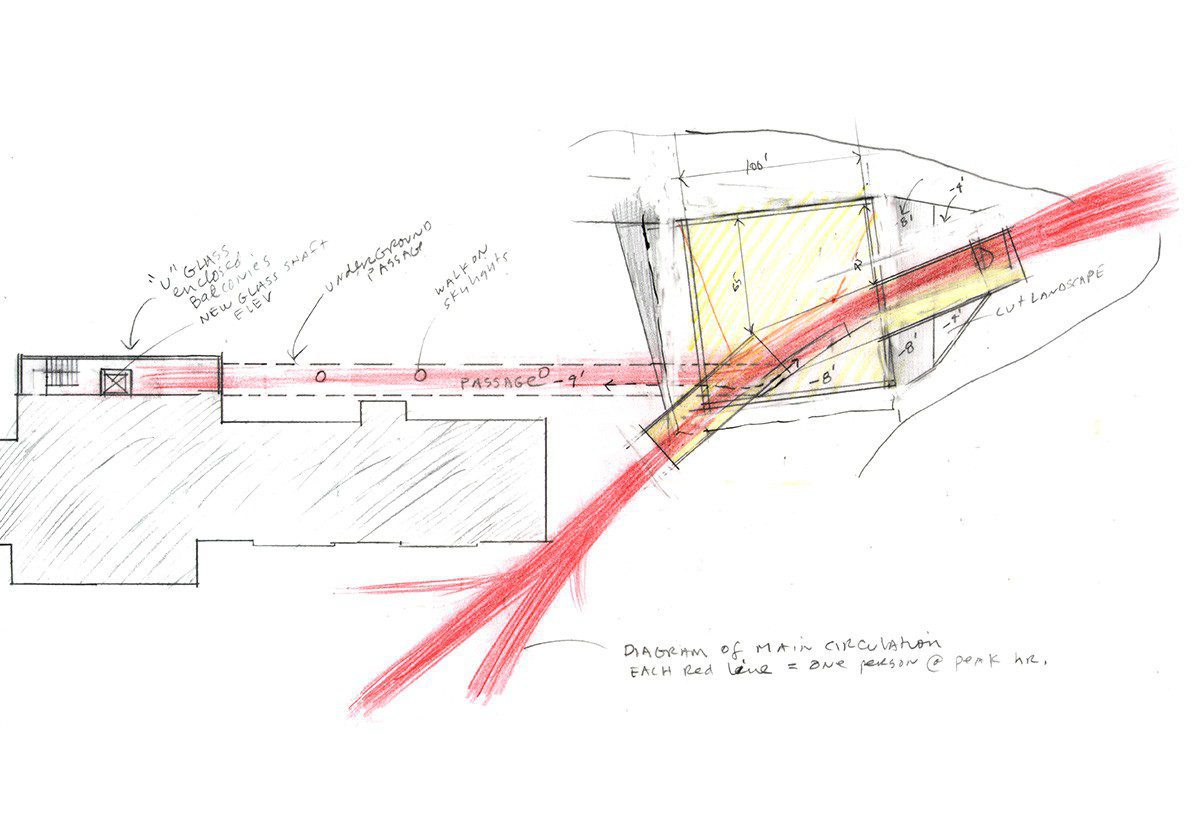 "U" GLASS
enclosed
BALCONIES
NEW GLASS SHAFT
ELEV
UNDERGROUND
PASSAGE
WALK ON
SKYLIGHTS
100'
-4'
8'
65'
CUT LANDSCAPE
-4'
-8'
-8'
PASSAGE -9'
DIAGRAM OF MAIN CIRCULATION
EACH Red Line = ONE person @ peak hr.